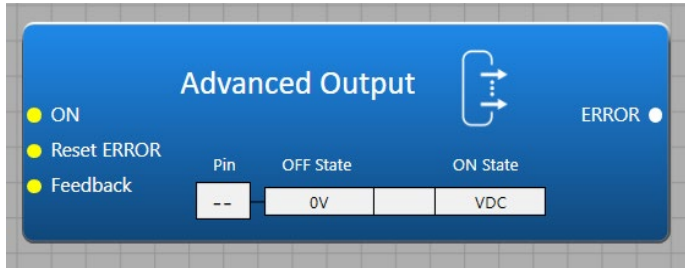 Advanced Output
ON
ERROR
Reset ERROR
Feedback
Pin OFF State ON State
-- 0V VDC